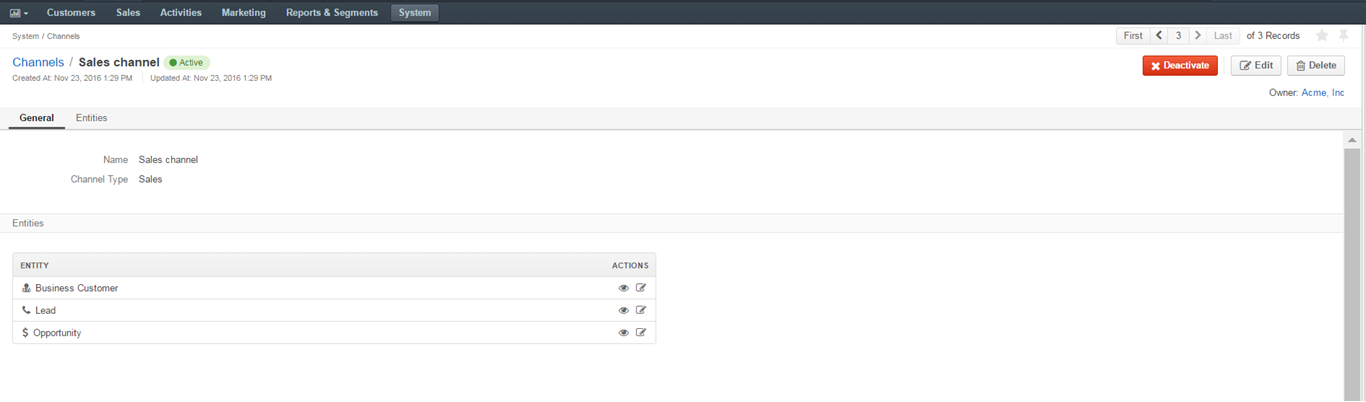 Customers Sales Activities Marketing Reports & Segments System
System / Channels First 3 Last of 3 Records
Channels / Sales channel Active Deactivate Edit Delete
Created At: Nov 23, 2016 1:29 PM Updated At: Nov 23, 2016 1:29 PM
Owner: Acme, Inc
General Entities
Name Sales channel
Channel Type Sales
Entities
ENTITY ACTIONS
Business Customer
Lead
$ Opportunity